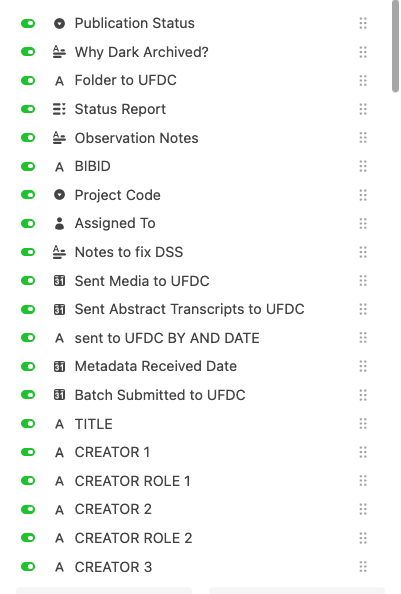 Publication Status
Why Dark Archived?
Folder to UFDC
Status Report
Observation Notes
BIBID
Project Code
Assigned To
Notes to fix DSS
Sent Media to UFDC
Sent Abstract Transcripts to UFDC
sent to UFDC BY AND DATE
Metadata Received Date
Batch Submitted to UFDC
TITLE
CREATOR 1
CREATOR ROLE 1
CREATOR 2
CREATOR ROLE 2
CREATOR 3